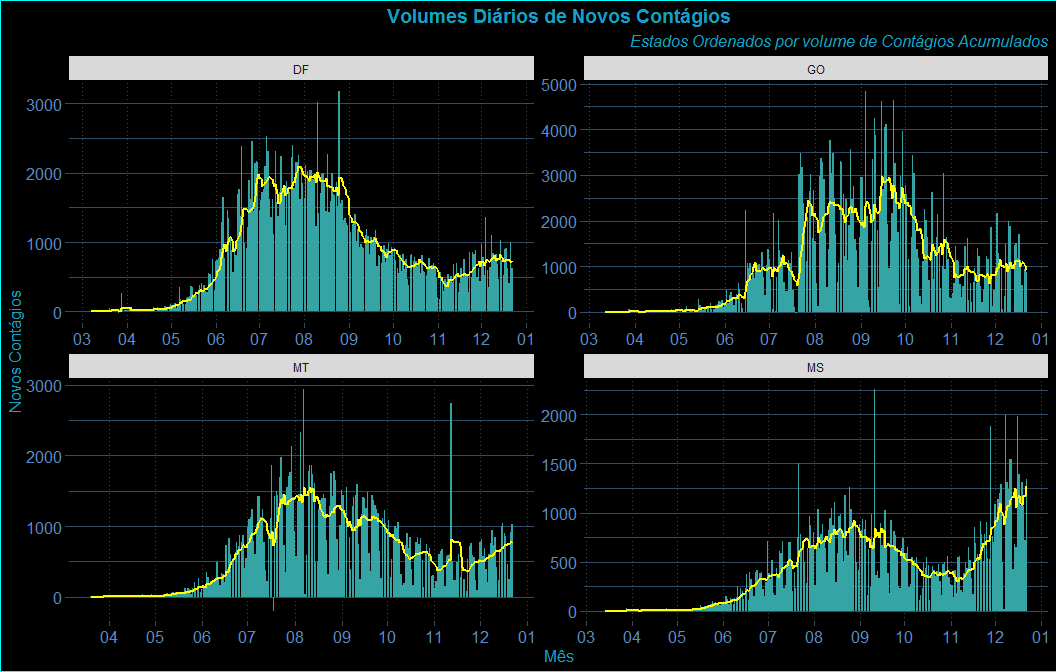 Volumes Diários de Novos Contágios
Estados Ordenados por volume de Contágios Acumulados
DF
3000
2000
1000
0
03 04 05 06 07 08 09 10 11 12 01
GO
5000
4000
3000
2000
1000
0
03 04 05 06 07 08 09 10 11 12 01
MT
3000
2000
1000
0
04 05 06 07 08 09 10 11 12 01
MS
2000
1500
1000
500
0
03 04 05 06 07 08 09 10 11 12 01
Novos Contágios
Mês